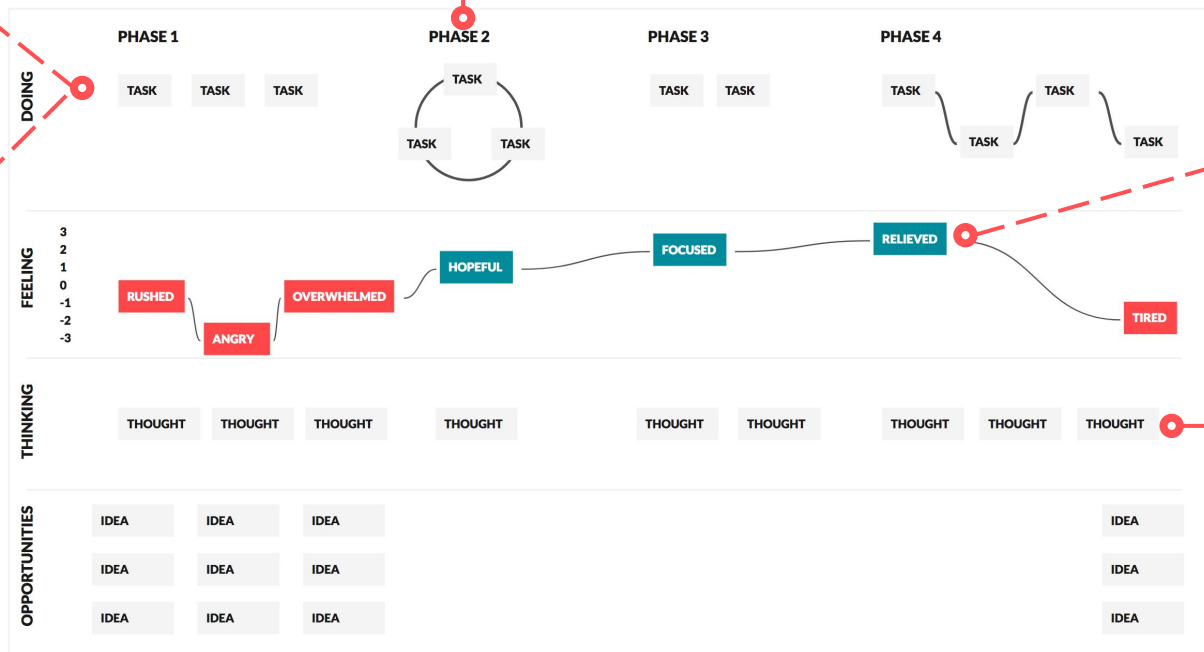 PHASE 1 PHASE 2 PHASE 3 PHASE 4
DOING
TASK TASK TASK
TASK
TASK TASK
TASK TASK
TASK TASK
TASK TASK
FEELING
3
2
1
0
-1
-2
-3
RUSHED
ANGRY
OVERWHELMED
HOPEFUL
FOCUSED
RELIEVED
TIRED
THINKING
THOUGHT THOUGHT THOUGHT THOUGHT THOUGHT THOUGHT THOUGHT THOUGHT THOUGHT
OPPORTUNITIES
IDEA IDEA IDEA IDEA
IDEA IDEA IDEA IDEA
IDEA IDEA IDEA IDEA